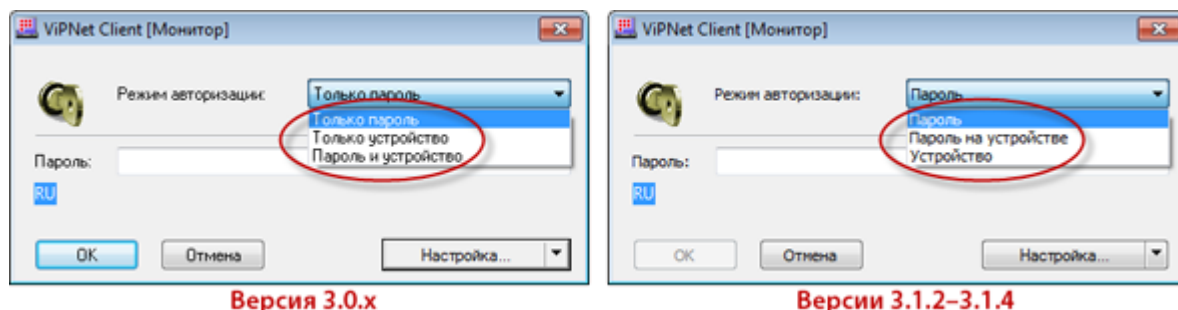 ViPNet Client [Монитор]
Режим авторизации:
Только пароль
Только пароль
Только устройство
Пароль и устройство
Пароль:
RU
OK
Отмена
Настройка...
Версия 3.0.x
ViPNet Client [Монитор]
Режим авторизации:
Пароль
Пароль
Пароль на устройстве
Устройство
Пароль:
RU
OK
Отмена
Настройка...
Версии 3.1.2–3.1.4